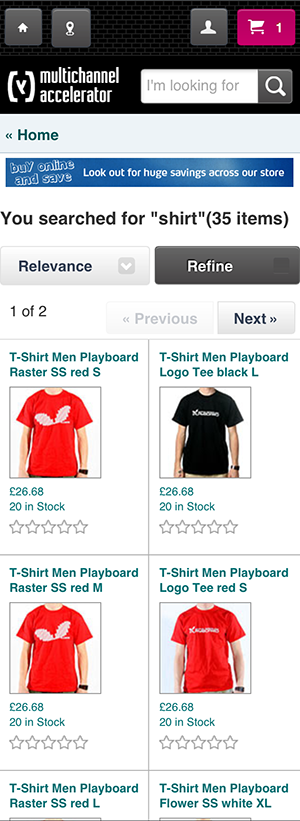 1
multichannel
accelerator
I'm looking for
« Home
buy online
and save
Look out for huge savings across our store
You searched for "shirt"(35 items)
Relevance
Refine
1 of 2
« Previous
Next »
T-Shirt Men Playboard
Raster SS red S
£26.68
20 in Stock
T-Shirt Men Playboard
Logo Tee black L
£26.68
20 in Stock
T-Shirt Men Playboard
Raster SS red M
£26.68
20 in Stock
T-Shirt Men Playboard
Logo Tee red S
£26.68
20 in Stock
T-Shirt Men Playboard
Raster SS red L
T-Shirt Men Playboard
Flower SS white XL